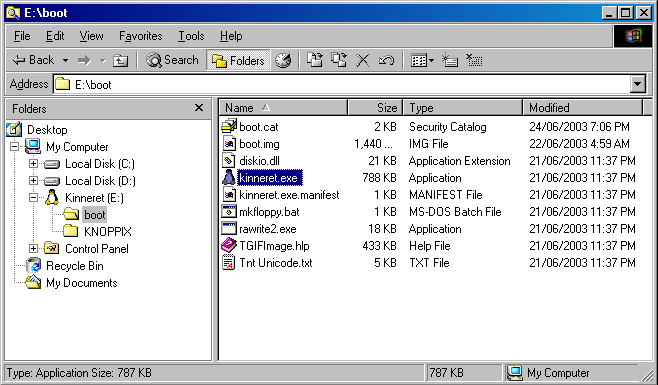 E:\boot
File Edit View Favorites Tools Help
Back Search Folders
Address E:\boot
Folders
Desktop
My Computer
Local Disk (C:)
Local Disk (D:)
Kinneret (E:)
boot
KNOPPIX
Control Panel
Recycle Bin
My Documents
Name Size Type Modified
boot.cat 2 KB Security Catalog 24/06/2003 7:06 PM
boot.img 1,440 ... IMG File 22/06/2003 4:59 AM
diskio.dll 21 KB Application Extension 21/06/2003 11:37 PM
kinneret.exe 788 KB Application 21/06/2003 11:37 PM
kinneret.exe.manifest 1 KB MANIFEST File 21/06/2003 11:37 PM
mkfloppy.bat 1 KB MS-DOS Batch File 21/06/2003 11:37 PM
rawrite2.exe 18 KB Application 21/06/2003 11:37 PM
TGIFImage.hlp 433 KB Help File 21/06/2003 11:37 PM
Tnt Unicode.txt 5 KB TXT File 21/06/2003 11:37 PM
Type: Application Size: 787 KB 787 KB My Computer